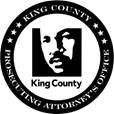 KING COUNTY
King County
PROSECUTING ATTORNEY'S OFFICE